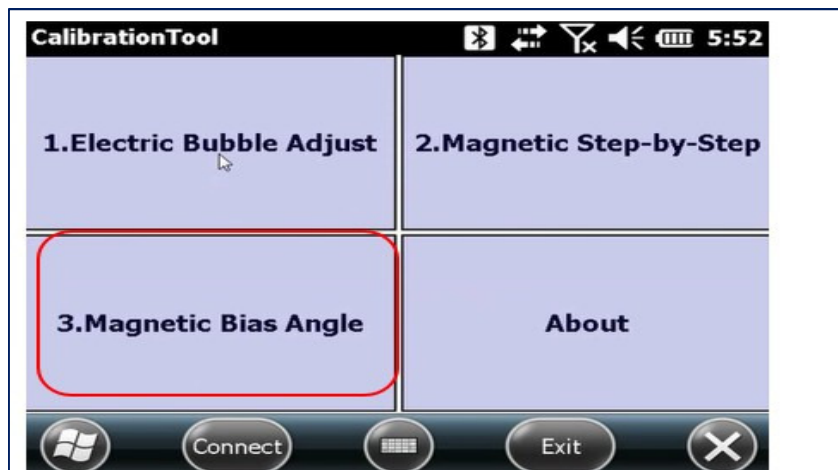 CalibrationTool 5:52
1.Electric Bubble Adjust
2.Magnetic Step-by-Step
3.Magnetic Bias Angle
About
Connect
Exit